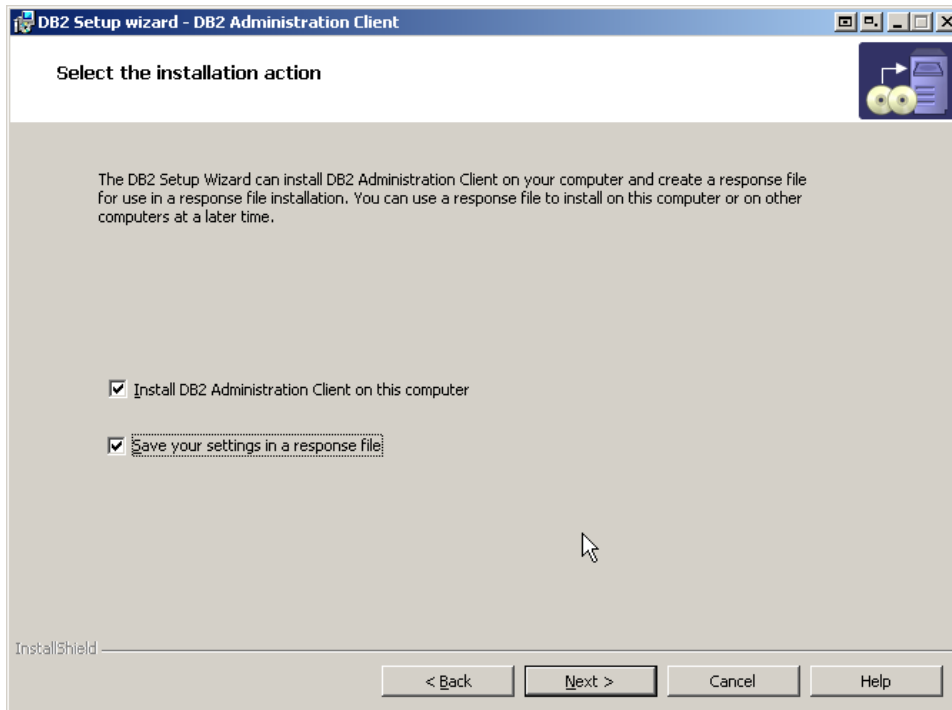 DB2 Setup wizard - DB2 Administration Client
Select the installation action
The DB2 Setup Wizard can install DB2 Administration Client on your computer and create a response file
for use in a response file installation. You can use a response file to install on this computer or on other
computers at a later time.
Install DB2 Administration Client on this computer
Save your settings in a response file
InstallShield
< Back Next > Cancel Help